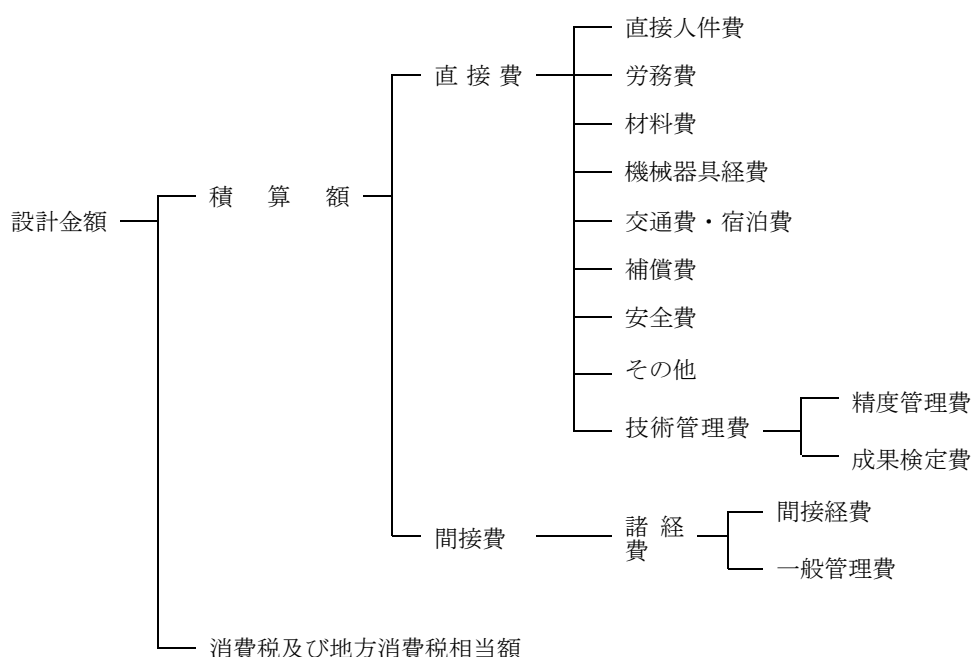 直接人件費
直接費
労務費
材料費
機械器具経費
積算額
設計金額
交通費・宿泊費
補償費
安全費
その他
技術管理費
精度管理費
成果検定費
間接費
諸経
費
間接経費
一般管理費
消費税及び地方消費税相当額